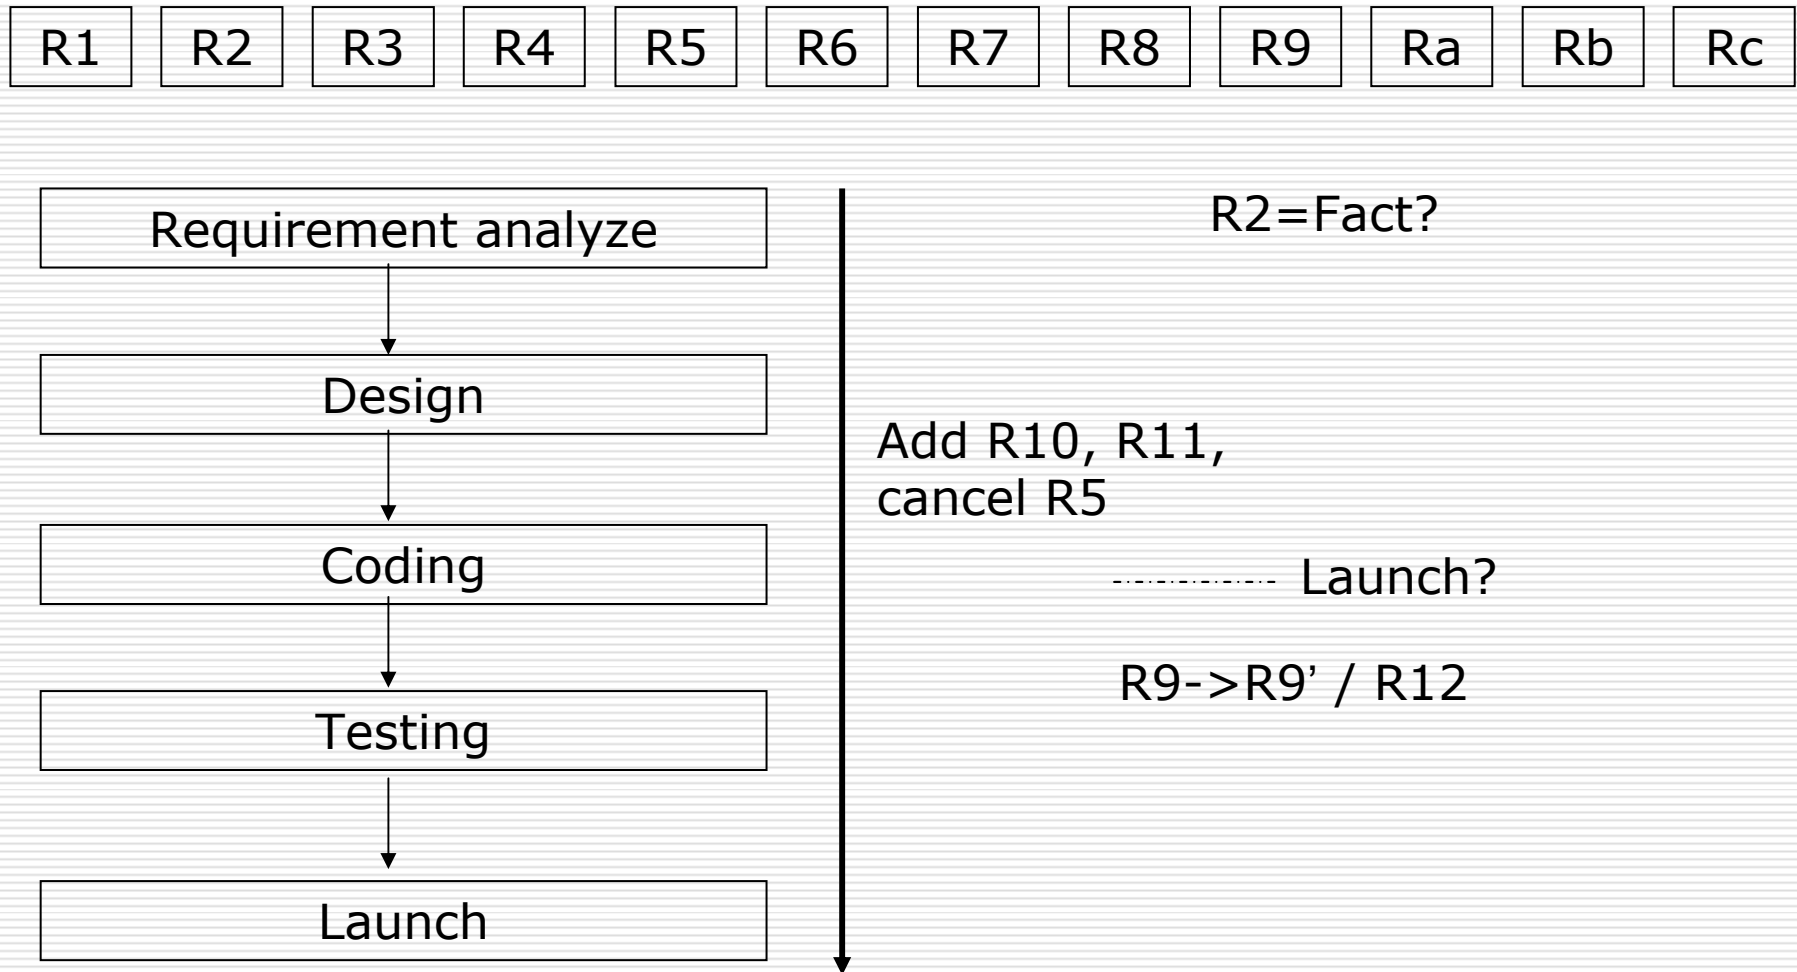 R1 R2 R3 R4 R5 R6 R7 R8 R9 Ra Rb Rc
Requirement analyze
Design
Coding
Testing
Launch
R2=Fact?
Add R10, R11,
cancel R5
Launch?
R9->R9’ / R12